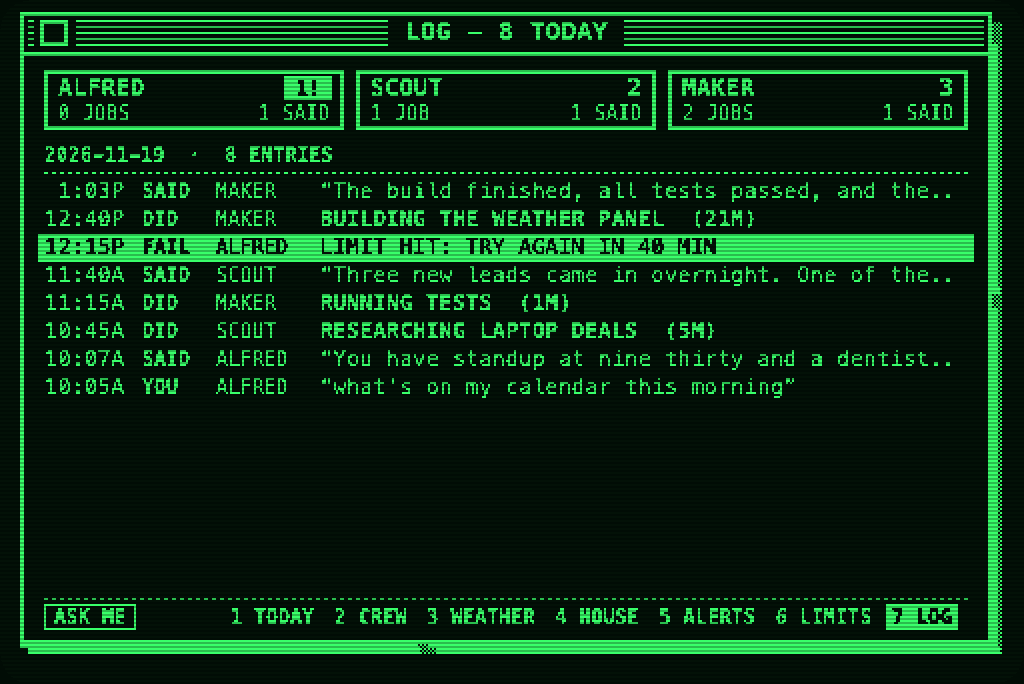 LOG — 8 TODAY
ALFRED 1! SCOUT 2 MAKER 3
0 JOBS 1 SAID 1 JOB 1 SAID 2 JOBS 1 SAID
2026-11-19 · 8 ENTRIES
1:03P SAID MAKER "The build finished, all tests passed, and the..
12:40P DID MAKER BUILDING THE WEATHER PANEL (21M)
12:15P FAIL ALFRED LIMIT HIT: TRY AGAIN IN 40 MIN
11:40A SAID SCOUT "Three new leads came in overnight. One of the..
11:15A DID MAKER RUNNING TESTS (1M)
10:45A DID SCOUT RESEARCHING LAPTOP DEALS (5M)
10:07A SAID ALFRED "You have standup at nine thirty and a dentist..
10:05A YOU ALFRED "what's on my calendar this morning"
ASK ME 1 TODAY 2 CREW 3 WEATHER 4 HOUSE 5 ALERTS 6 LIMITS 7 LOG